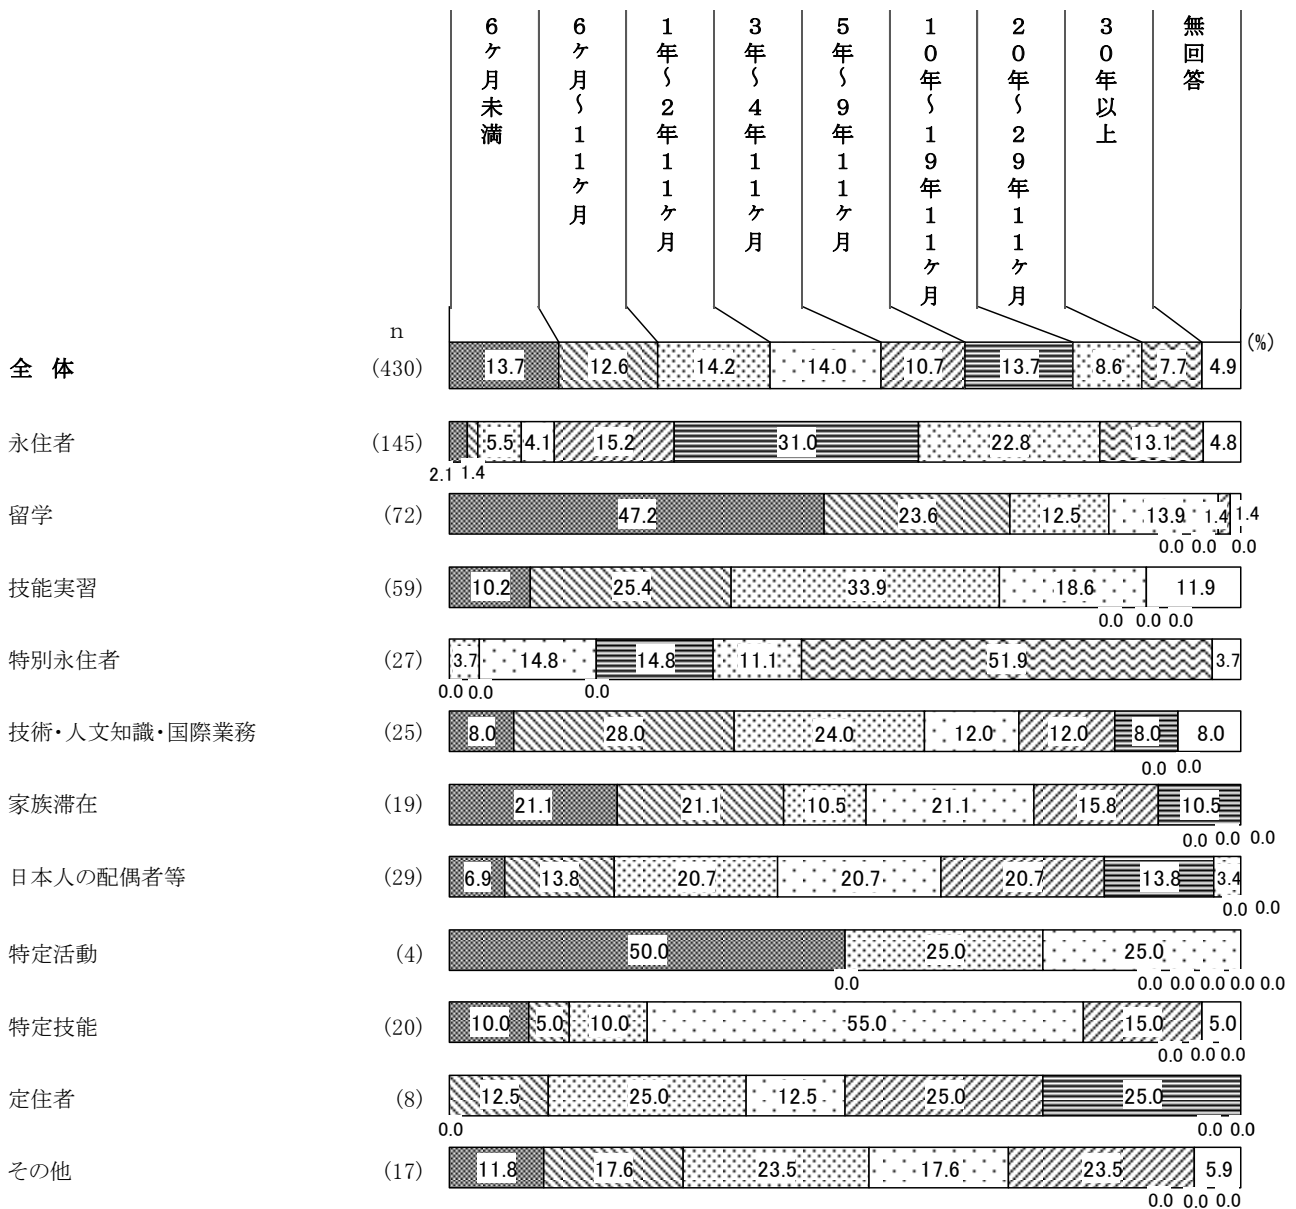 6ヶ月未満
6ヶ月～11ヶ月
1年～2年11ヶ月
3年～4年11ヶ月
5年～9年11ヶ月
10年～19年11ヶ月
20年～29年11ヶ月
30年以上
無回答
n
(%)
全 体 (430) 13.7 12.6 14.2 14.0 10.7 13.7 8.6 7.7 4.9
永住者 (145) 5.5 4.1 15.2 31.0 22.8 13.1 4.8
2.1 1.4
留学 (72) 47.2 23.6 12.5 13.9 1.4 1.4
0.0 0.0 0.0
技能実習 (59) 10.2 25.4 33.9 18.6 11.9
0.0 0.0 0.0
特別永住者 (27) 3.7 14.8 14.8 11.1 51.9 3.7
0.0 0.0 0.0
技術・人文知識・国際業務 (25) 8.0 28.0 24.0 12.0 12.0 8.0 8.0
0.0 0.0
家族滞在 (19) 21.1 21.1 10.5 21.1 15.8 10.5
0.0 0.0 0.0
日本人の配偶者等 (29) 6.9 13.8 20.7 20.7 20.7 13.8 3.4
0.0 0.0
特定活動 (4) 50.0 25.0 25.0
0.0 0.0 0.0 0.0 0.0 0.0
特定技能 (20) 10.0 5.0 10.0 55.0 15.0 5.0
0.0 0.0 0.0
定住者 (8) 12.5 25.0 12.5 25.0 25.0
0.0 0.0 0.0
その他 (17) 11.8 17.6 23.5 17.6 23.5 5.9
0.0 0.0 0.0